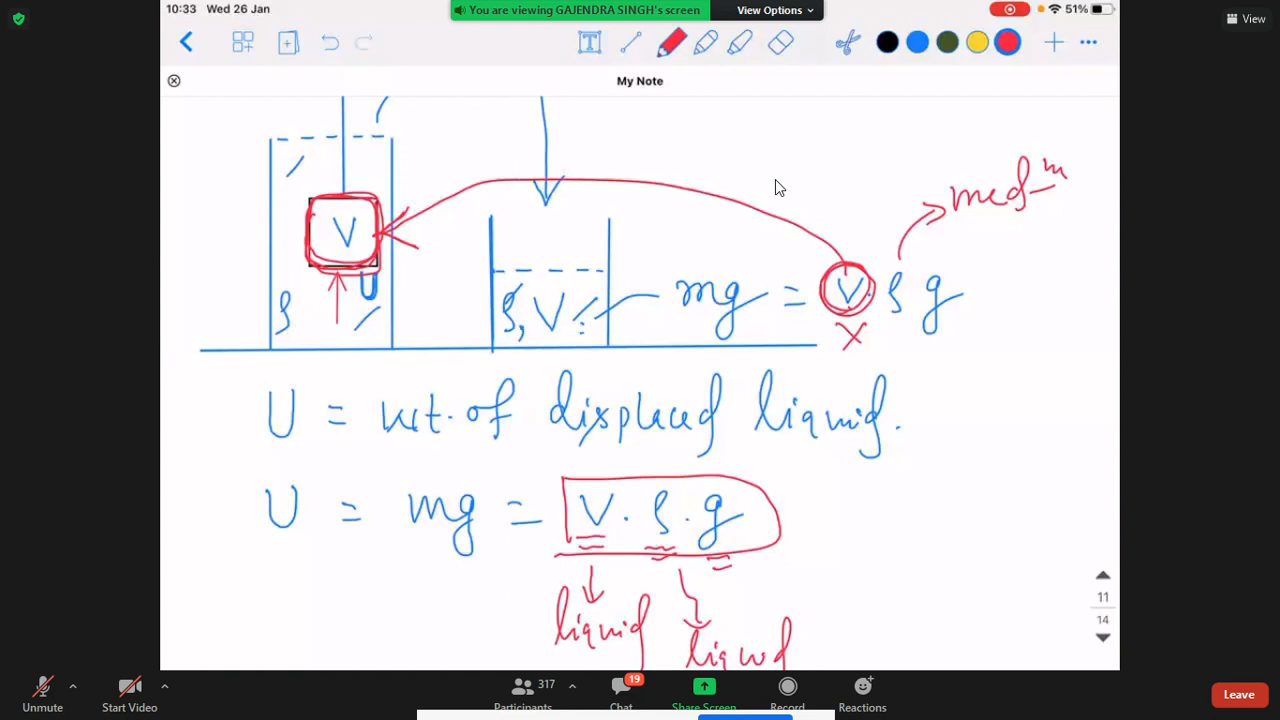 10:33 Wed 26 Jan
You are viewing GAJENDRA SINGH's screen
View Options
51%
View
T
My Note
V
U
ρ
ρ, V
mg = V. ρ g
med-m
X
U = wt. of displaced liquid.
U = mg = V. ρ. g
liquid
liquid
11
14
Unmute
Start Video
317
Participants
19
Chat
Share Screen
Record
Reactions
Leave